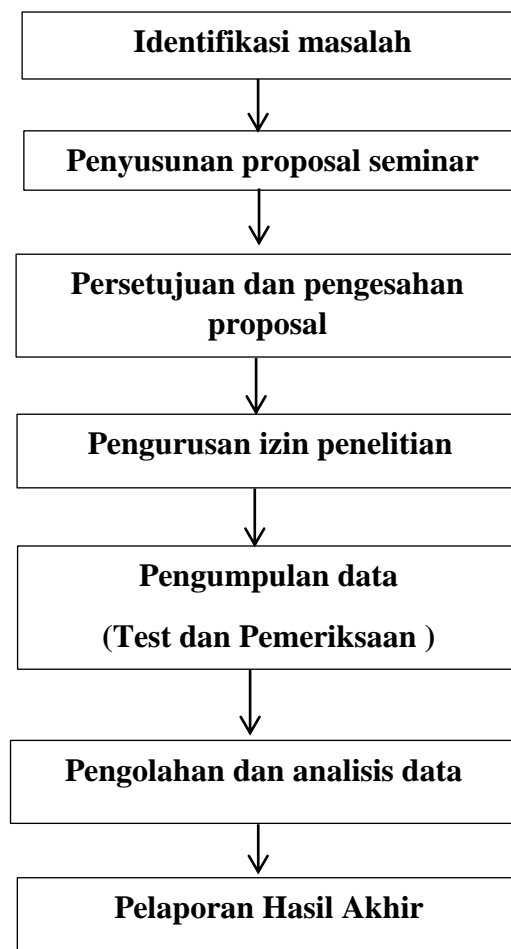 Identifikasi masalah
Penyusunan proposal seminar
Persetujuan dan pengesahan
proposal
Pengurusan izin penelitian
Pengumpulan data
(Test dan Pemeriksaan )
Pengolahan dan analisis data
Pelaporan Hasil Akhir